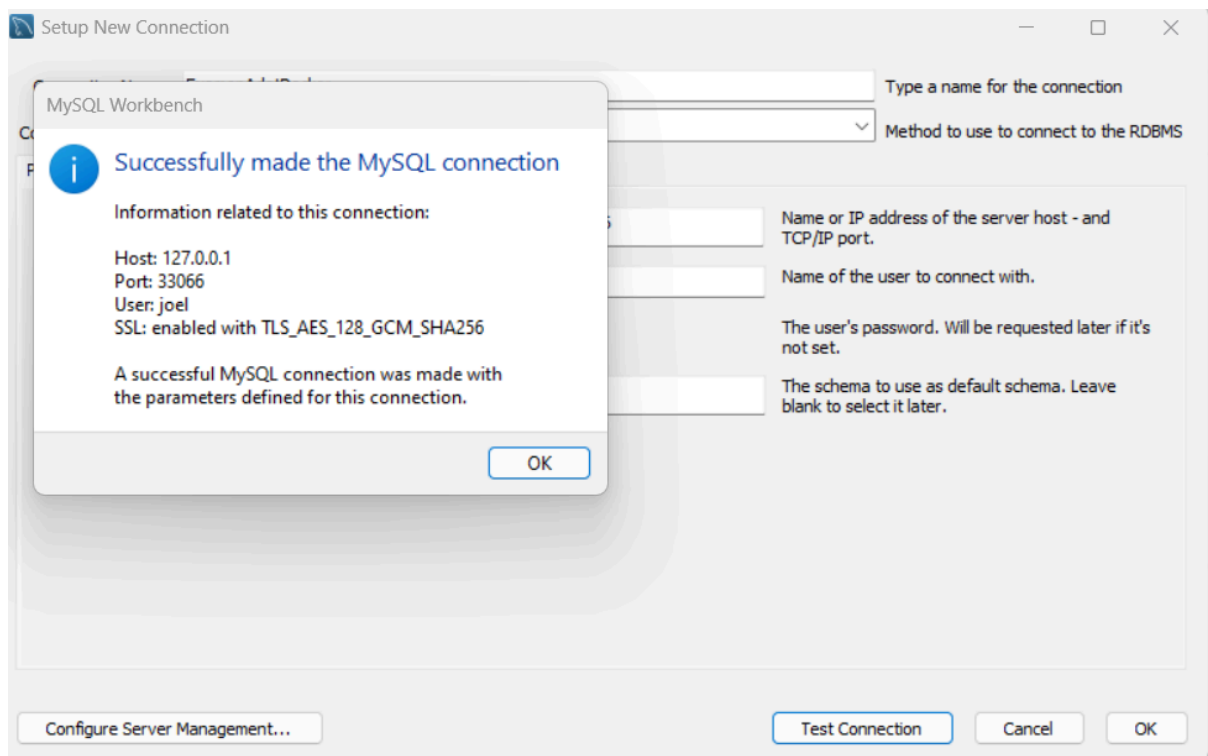 Setup New Connection
Type a name for the connection
MySQL Workbench
Method to use to connect to the RDBMS
Successfully made the MySQL connection
Information related to this connection:
Name or IP address of the server host - and
TCP/IP port.
Host: 127.0.0.1
Port: 33066
Name of the user to connect with.
User: joel
SSL: enabled with TLS_AES_128_GCM_SHA256
The user's password. Will be requested later if it's
not set.
A successful MySQL connection was made with
the parameters defined for this connection.
The schema to use as default schema. Leave
blank to select it later.
OK
Configure Server Management...
Test Connection
Cancel
OK